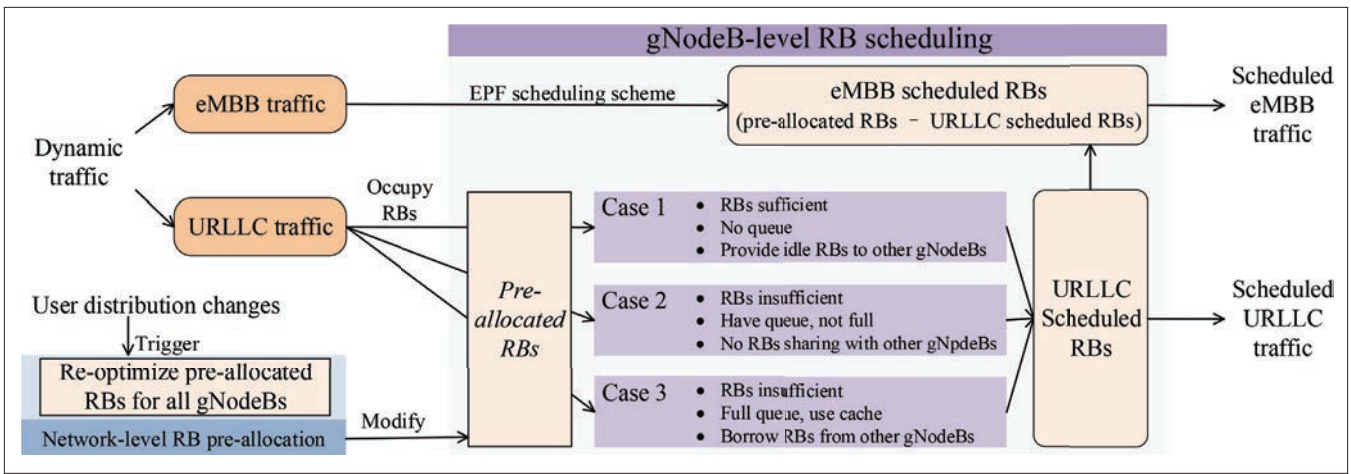 gNodeB-level RB scheduling
Dynamic
traffic
eMBB traffic
EPF scheduling scheme
eMBB scheduled RBs
(pre-allocated RBs - URLLC scheduled RBs)
Scheduled
eMBB
traffic
URLLC traffic
Occupy
RBs
Pre-
allocated
RBs
Case 1
• RBs sufficient
• No queue
• Provide idle RBs to other gNodeBs
Case 2
• RBs insufficient
• Have queue, not full
• No RBs sharing with other gNpdeBs
Case 3
• RBs insufficient
• Full queue, use cache
• Borrow RBs from other gNodeBs
URLLC
Scheduled
RBs
Scheduled
URLLC
traffic
User distribution changes
Trigger
Re-optimize pre-allocated
RBs for all gNodeBs
Network-level RB pre-allocation
Modify